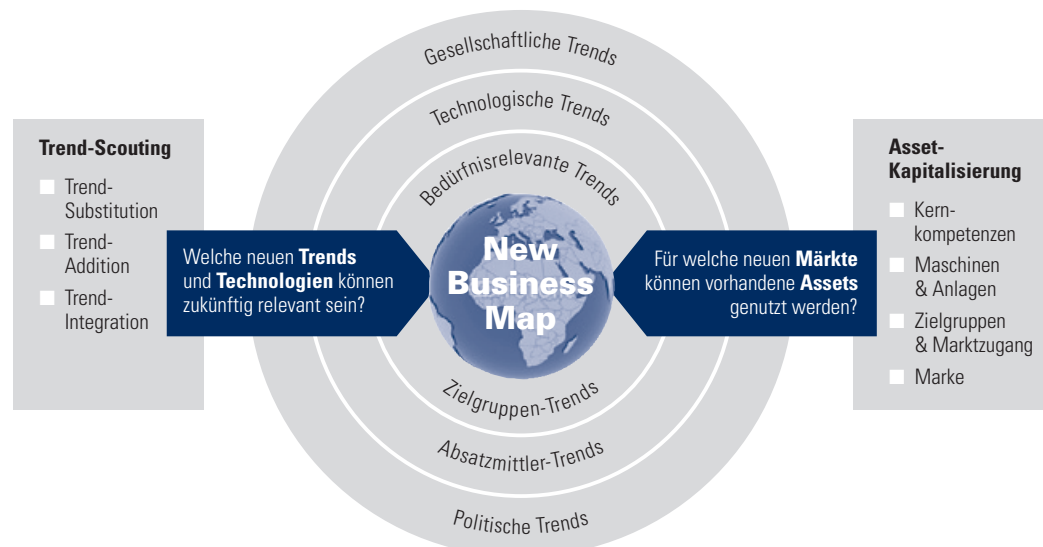 Gesellschaftliche Trends
Technologische Trends
Bedürfnisrelevante Trends
Trend-Scouting
Trend-
Substitution
Trend-
Addition
Trend-
Integration
Welche neuen Trends
und Technologien können
zukünftig relevant sein?
New
Business
Map
Für welche neuen Märkte
können vorhandene Assets
genutzt werden?
Asset-
Kapitalisierung
Kern-
kompetenzen
Maschinen
& Anlagen
Zielgruppen
& Marktzugang
Marke
Zielgruppen-Trends
Absatzmittler-Trends
Politische Trends